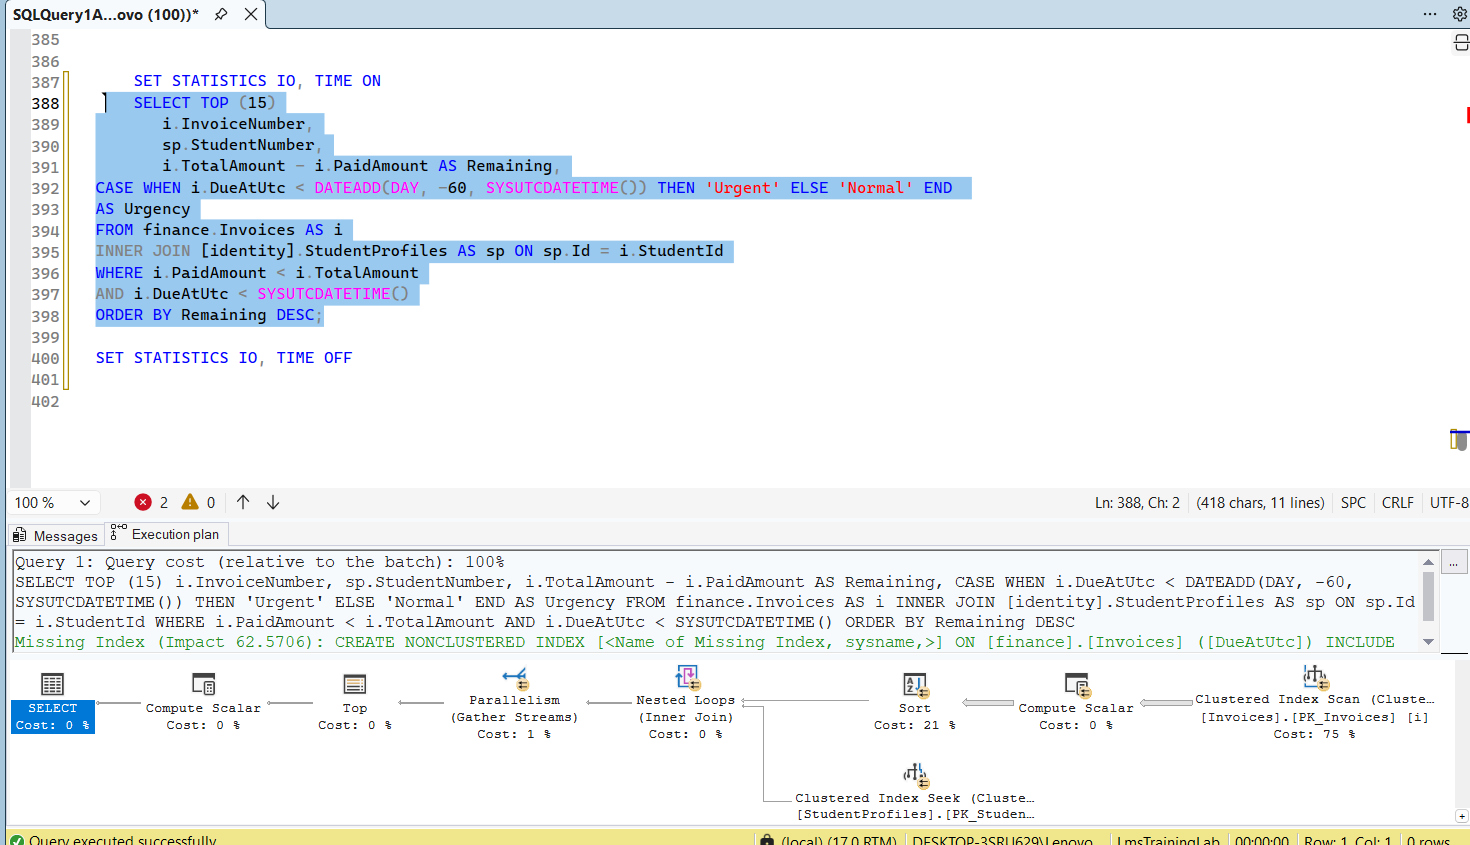 SQLQuery1A...ovo (100))*
385
386
387 SET STATISTICS IO, TIME ON
388 SELECT TOP (15)
389 i.InvoiceNumber,
390 sp.StudentNumber,
391 i.TotalAmount - i.PaidAmount AS Remaining,
392 CASE WHEN i.DueAtUtc < DATEADD(DAY, -60, SYSUTCDATETIME()) THEN 'Urgent' ELSE 'Normal' END
393 AS Urgency
394 FROM finance.Invoices AS i
395 INNER JOIN [identity].StudentProfiles AS sp ON sp.Id = i.StudentId
396 WHERE i.PaidAmount < i.TotalAmount
397 AND i.DueAtUtc < SYSUTCDATETIME()
398 ORDER BY Remaining DESC;
399
400 SET STATISTICS IO, TIME OFF
401
402
100 % 2 0 Ln: 388, Ch: 2 (418 chars, 11 lines) SPC CRLF UTF-8
Messages Execution plan
Query 1: Query cost (relative to the batch): 100%
SELECT TOP (15) i.InvoiceNumber, sp.StudentNumber, i.TotalAmount - i.PaidAmount AS Remaining, CASE WHEN i.DueAtUtc < DATEADD(DAY, -60,
SYSUTCDATETIME()) THEN 'Urgent' ELSE 'Normal' END AS Urgency FROM finance.Invoices AS i INNER JOIN [identity].StudentProfiles AS sp ON sp.Id
= i.StudentId WHERE i.PaidAmount < i.TotalAmount AND i.DueAtUtc < SYSUTCDATETIME() ORDER BY Remaining DESC
Missing Index (Impact 62.5706): CREATE NONCLUSTERED INDEX [<Name of Missing Index, sysname,>] ON [finance].[Invoices] ([DueAtUtc]) INCLUDE
SELECT
Cost: 0 %
Compute Scalar
Cost: 0 %
Top
Cost: 0 %
Parallelism
(Gather Streams)
Cost: 1 %
Nested Loops
(Inner Join)
Cost: 0 %
Sort
Cost: 21 %
Compute Scalar
Cost: 0 %
Clustered Index Scan (Cluste...
[Invoices].[PK_Invoices] [i]
Cost: 75 %
Clustered Index Seek (Cluste...
[StudentProfiles].[PK_Studen...
Query executed successfully (local) (17.0 RTM) DESKTOP-3SRU629\Lenovo LmsTrainingLab 00:00:00 Row: 1, Col: 1 0 rows